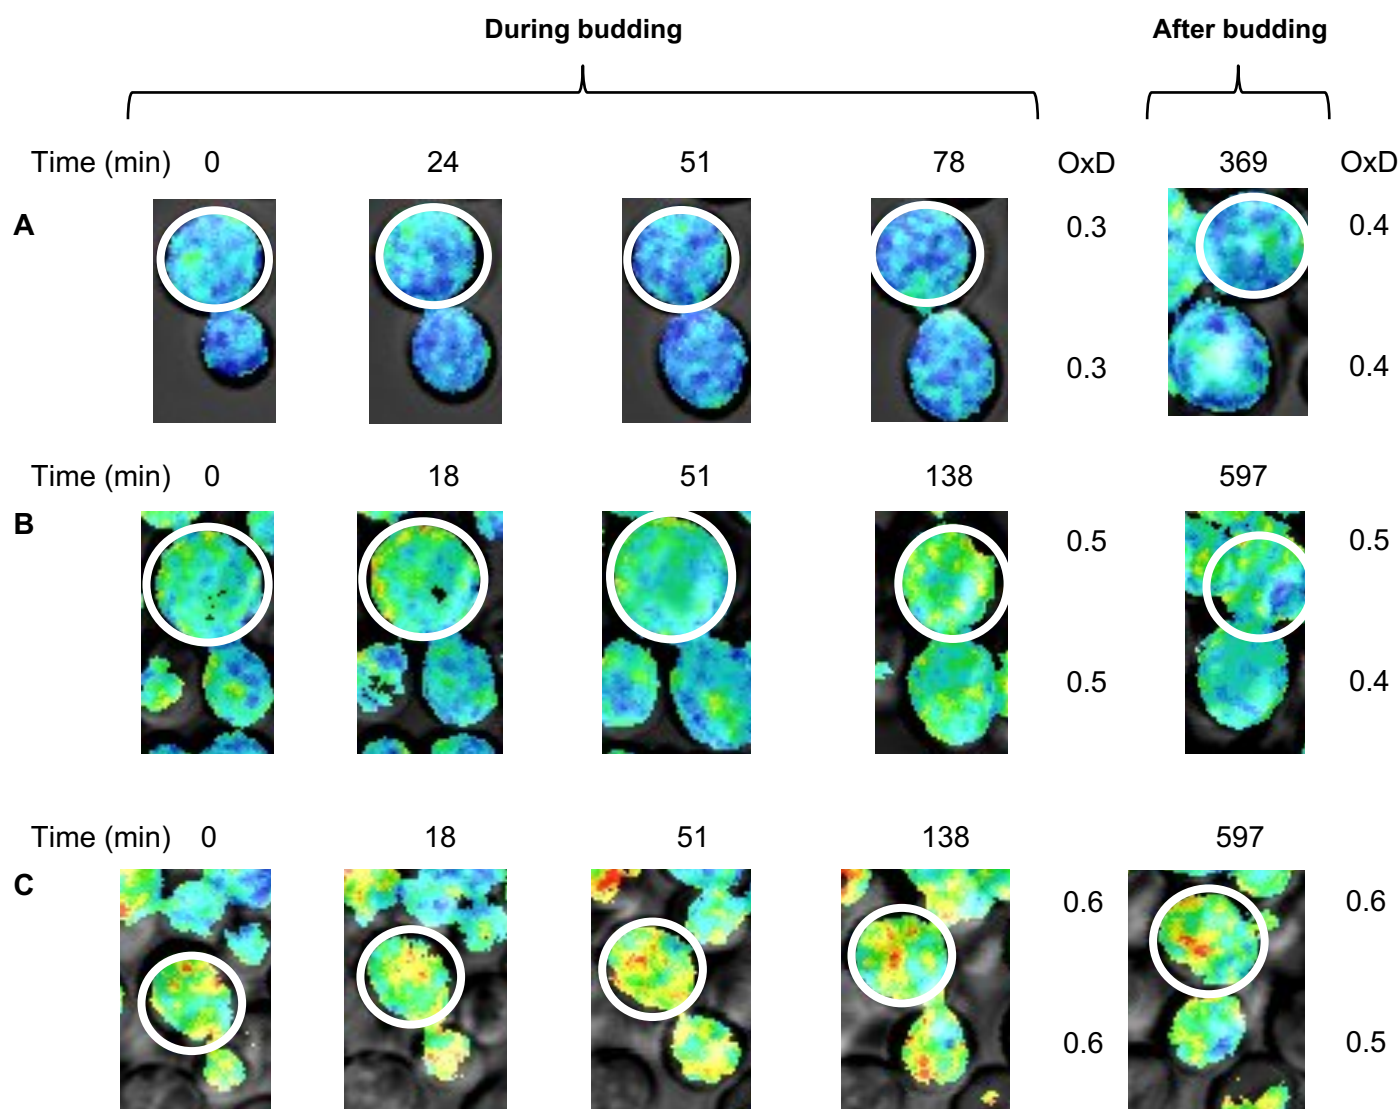 During budding After budding
Time (min) 0 24 51 78 OxD 369 OxD
A 0.3 0.4
0.3 0.4
Time (min) 0 18 51 138 597
B 0.5 0.5
0.5 0.4
Time (min) 0 18 51 138 597
C 0.6 0.6
0.6 0.5